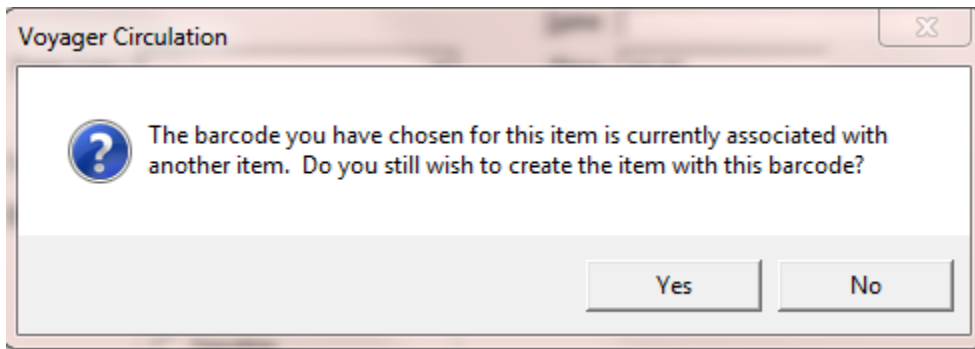 Voyager Circulation
The barcode you have chosen for this item is currently associated with
another item.  Do you still wish to create the item with this barcode?
Yes
No